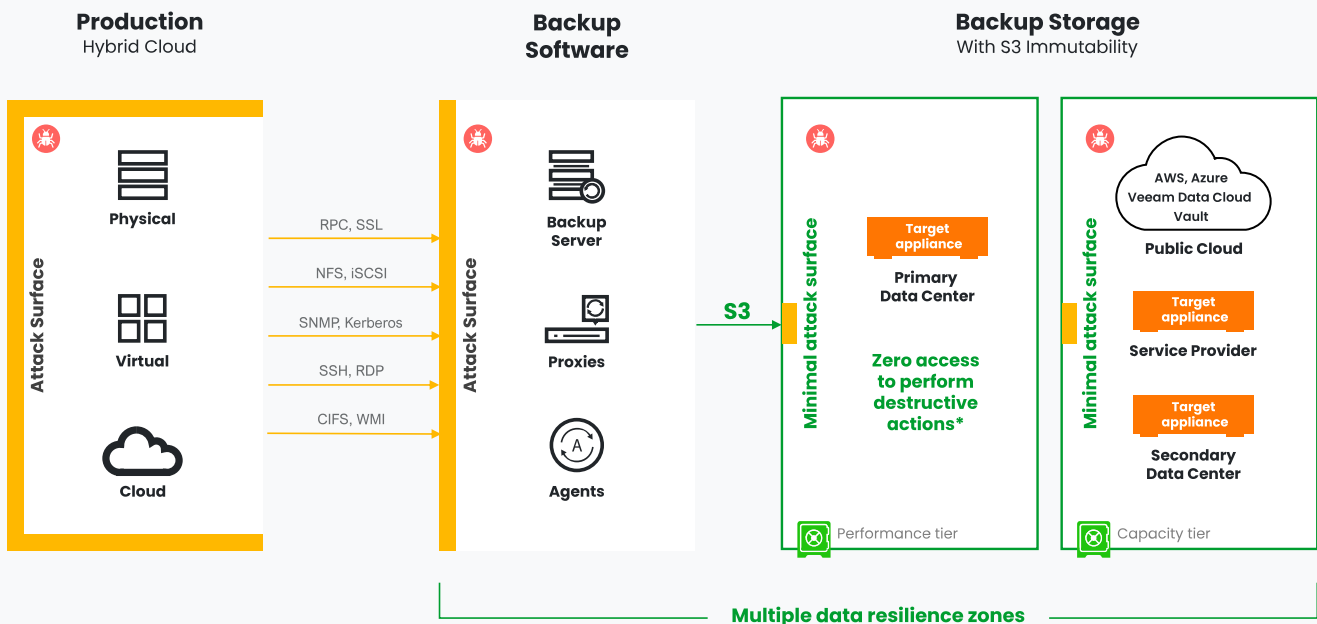 Production
Hybrid Cloud
Attack Surface
Physical
Virtual
Cloud
RPC, SSL
NFS, iSCSI
SNMP, Kerberos
SSH, RDP
CIFS, WMI
Backup
Software
Attack Surface
Backup
Server
Proxies
A
Agents
S3
Backup Storage
With S3 Immutability
Minimal attack surface
Target
appliance
Primary
Data Center
Zero access
to perform
destructive
actions*
Performance tier
Minimal attack surface
AWS, Azure
Veeam Data Cloud
Vault
Public Cloud
Target
appliance
Service Provider
Target
appliance
Secondary
Data Center
Capacity tier
Multiple data resilience zones